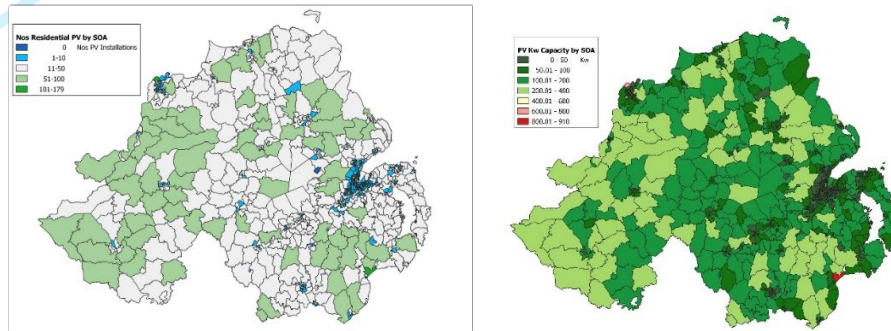 Nos Residential PV by SOA
0 Nos PV Installations
1-10
11-50
51-100
101-179
PV Kw Capacity by SOA
0 - 50 Kw
50.01 - 100
100.01 - 200
200.01 - 400
400.01 - 600
600.01 - 800
800.01 - 910